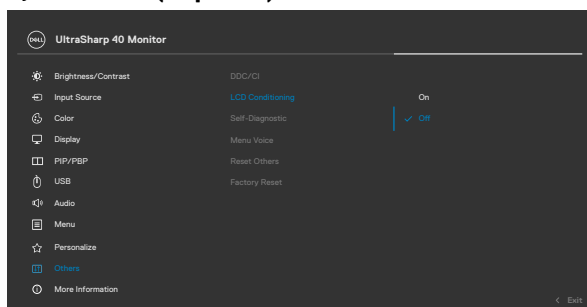 DELL UltraSharp 40 Monitor
Brightness/Contrast DDC/CI
Input Source LCD Conditioning On
Color Self-Diagnostic Off
Display Menu Voice
PIP/PBP Reset Others
USB Factory Reset
Audio
Menu
Personalize
Others
More Information
Exit